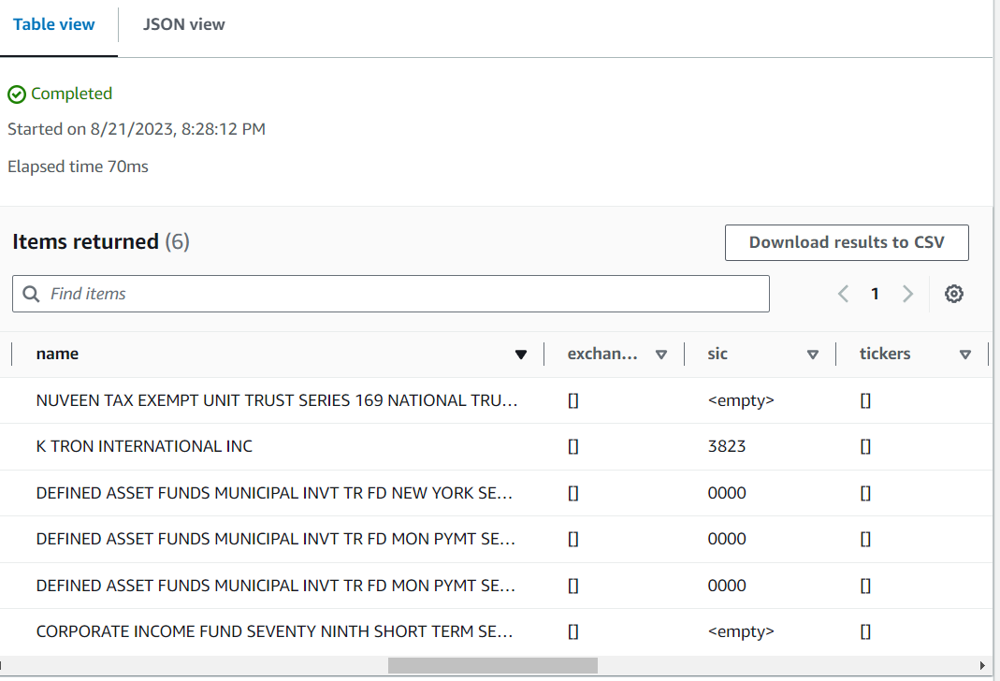 Table view JSON view
Completed
Started on 8/21/2023, 8:28:12 PM
Elapsed time 70ms
Items returned (6) Download results to CSV
Find items 1
name exchan... sic tickers
NUVEEN TAX EXEMPT UNIT TRUST SERIES 169 NATIONAL TRU... [] <empty> []
K TRON INTERNATIONAL INC [] 3823 []
DEFINED ASSET FUNDS MUNICIPAL INVT TR FD NEW YORK SE... [] 0000 []
DEFINED ASSET FUNDS MUNICIPAL INVT TR FD MON PYMT SE... [] 0000 []
DEFINED ASSET FUNDS MUNICIPAL INVT TR FD MON PYMT SE... [] 0000 []
CORPORATE INCOME FUND SEVENTY NINTH SHORT TERM SE... [] <empty> []